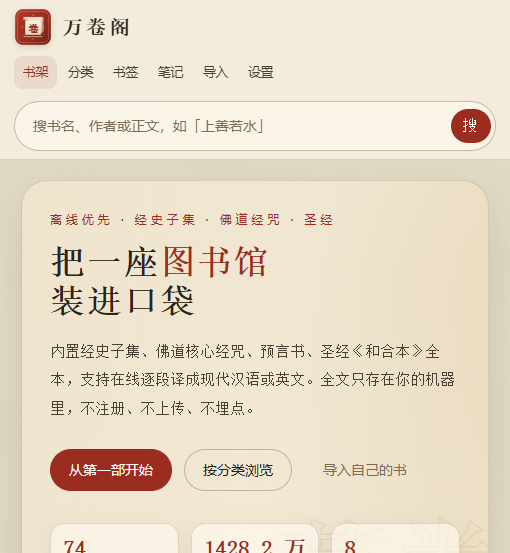 卷
万卷阁
书架 分类 书签 笔记 导入 设置
搜书名、作者或正文，如「上善若水」 搜
离线优先 · 经史子集 · 佛道经咒 · 圣经
把一座图书馆
装进口袋
内置经史子集、佛道核心经咒、预言书、圣经《和合本》全
本，支持在线逐段译成现代汉语或英文。全文只存在你的机器
里，不注册、不上传、不埋点。
从第一部开始 按分类浏览 导入自己的书
74 1428.2 万 8